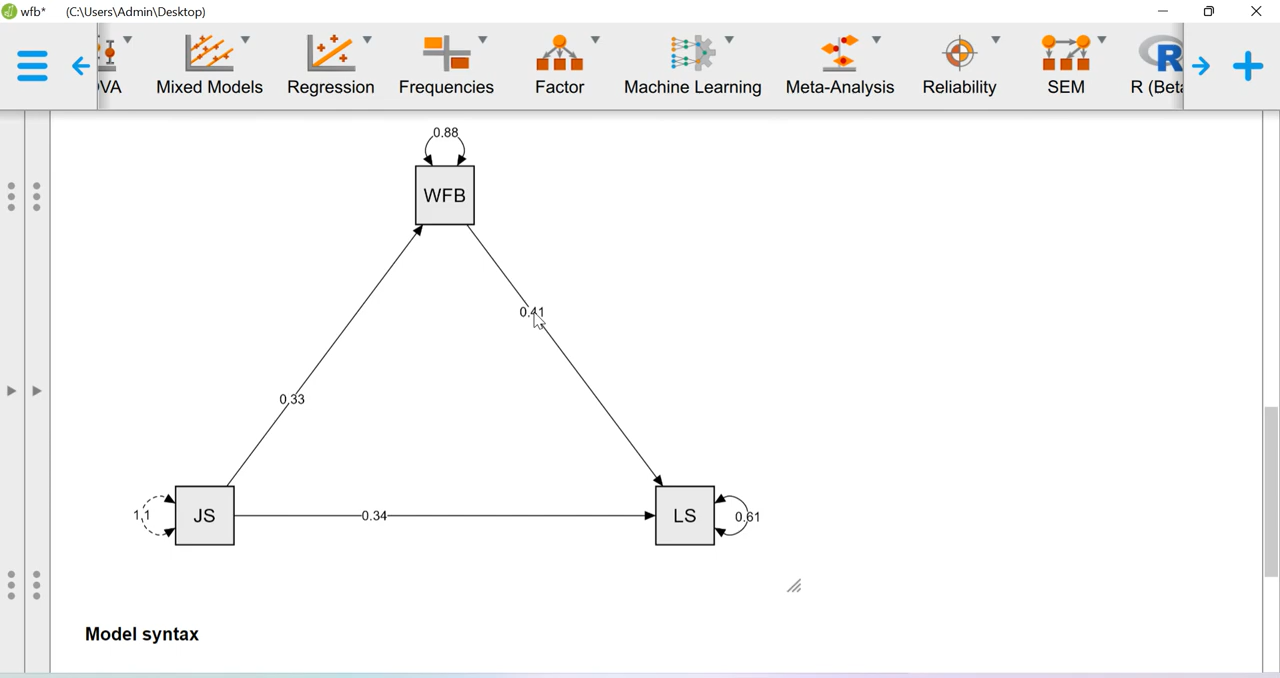 wfb* (C:\Users\Admin\Desktop)
VA Mixed Models Regression Frequencies Factor Machine Learning Meta-Analysis Reliability SEM R (Beta
0.88
WFB
0.41
0.33
1.1 JS 0.34 LS 0.61
Model syntax